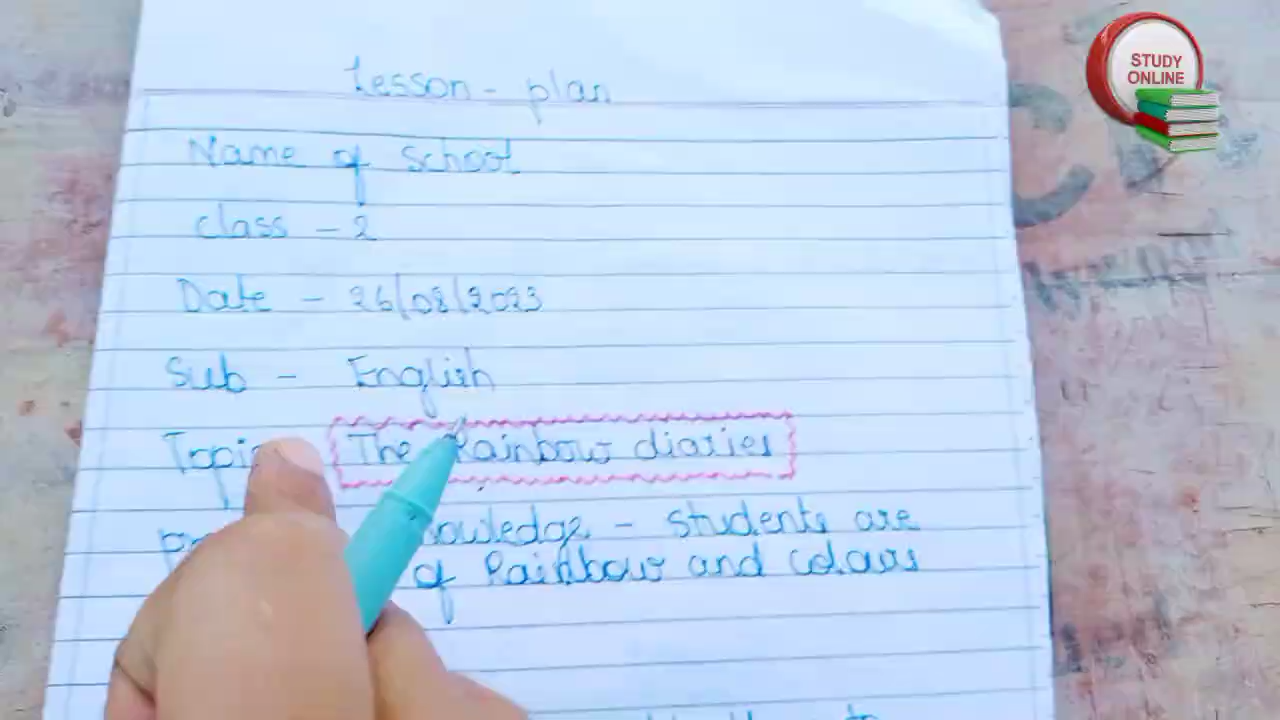 STUDY
ONLINE
Lesson - plan
Name of School
Class - 2
Date - 26/08/2023
Sub - English
The Rainbow diaries
- Students are
of Rainbow and colours